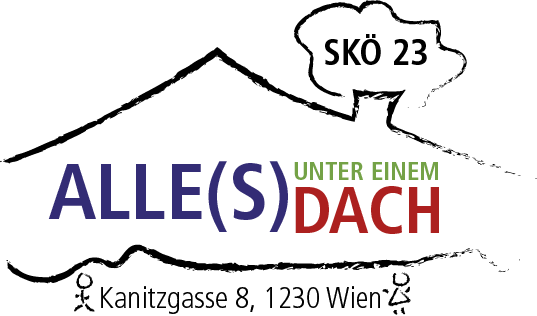 SKÖ 23
ALLE(S) UNTER EINEM
DACH
Kanitzgasse 8, 1230 Wien